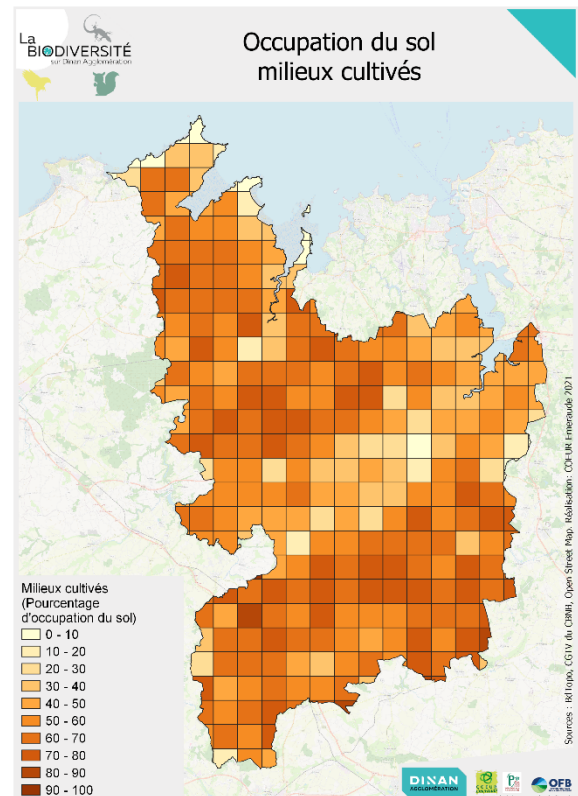 La
BIODIVERSITÉ
sur Dinan Agglomération
Occupation du sol
milieux cultivés
Milieux cultivés
(Pourcentage
d'occupation du sol)
0 - 10
10 - 20
20 - 30
30 - 40
40 - 50
50 - 60
60 - 70
70 - 80
80 - 90
90 - 100
Sources : BdTopo, CGTV du CBNB, Open Street Map. Réalisation: COEUR Emeraude 2021
DINAN
AGGLOMÉRATION
OFB